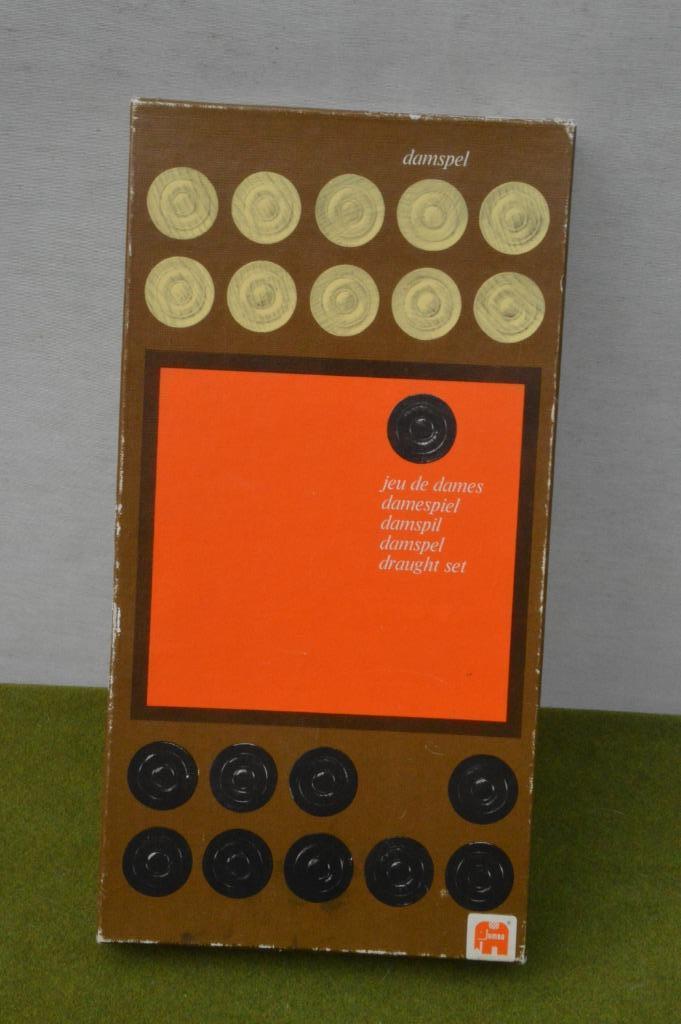 damspel
jeu de dames
damespiel
damspil
damspel
draught set
Jumbo